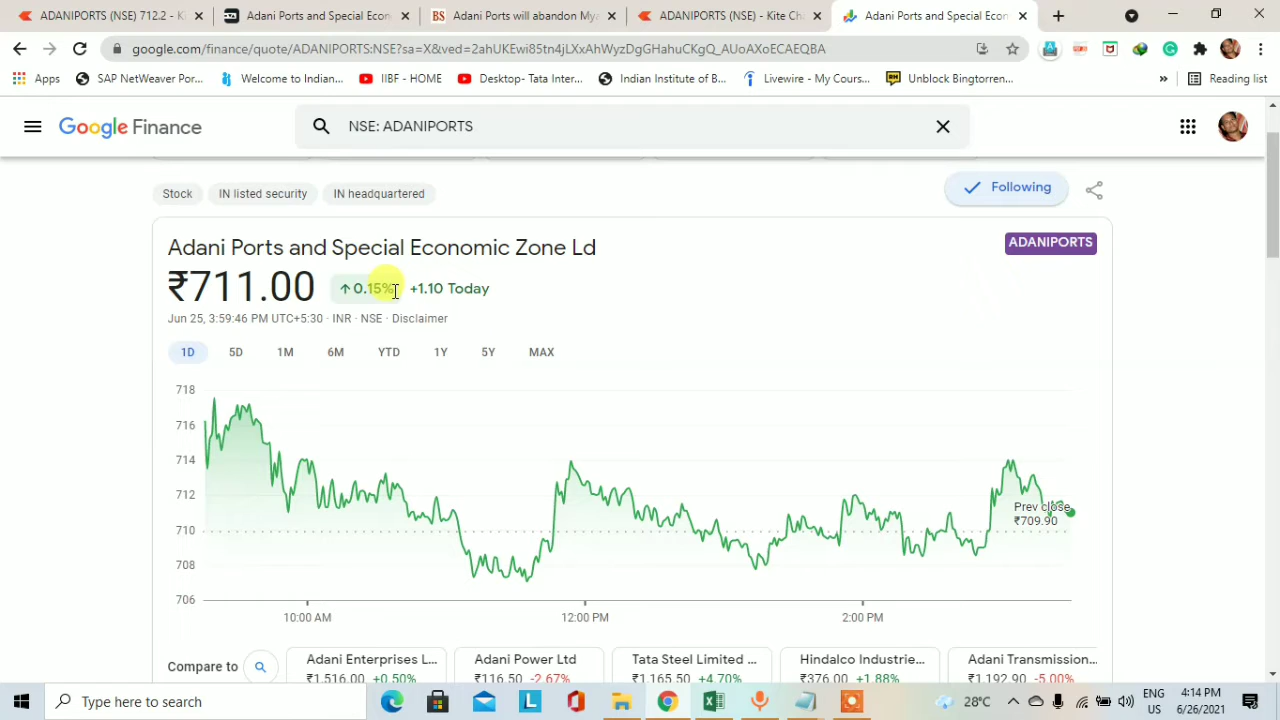 ADANIPORTS (NSE) 712.2 - Ki
Adani Ports and Special Econ
BS
Adani Ports will abandon Mya
ADANIPORTS (NSE) - Kite Cha
Adani Ports and Special Econ
google.com/finance/quote/ADANIPORTS:NSE?sa=X&ved=2ahUKEwi85tn4jLXxAhWyzDgGHahuCKgQ_AUoAXoECAEQBA
Apps
SAP NetWeaver Por...
Welcome to Indian...
IIBF - HOME
Desktop- Tata Inter...
Indian Institute of B...
Livewire - My Cours...
Unblock Bingtorren...
»
Reading list
Google Finance
NSE: ADANIPORTS
Stock
IN listed security
IN headquartered
Following
Adani Ports and Special Economic Zone Ld
ADANIPORTS
₹711.00
↑ 0.15%
+1.10 Today
Jun 25, 3:59:46 PM UTC+5:30 · INR · NSE · Disclaimer
1D
5D
1M
6M
YTD
1Y
5Y
MAX
718
716
714
712
710
708
706
Prev close
₹709.90
10:00 AM
12:00 PM
2:00 PM
Compare to
Adani Enterprises L...
₹1,516.00 +0.50%
Adani Power Ltd
₹116.50 -2.67%
Tata Steel Limited ...
₹1,165.50 +4.70%
Hindalco Industrie...
₹376.00 +1.88%
Adani Transmission...
₹1,192.90 -5.00%
Type here to search
28°C
ENG
US
4:14 PM
6/26/2021